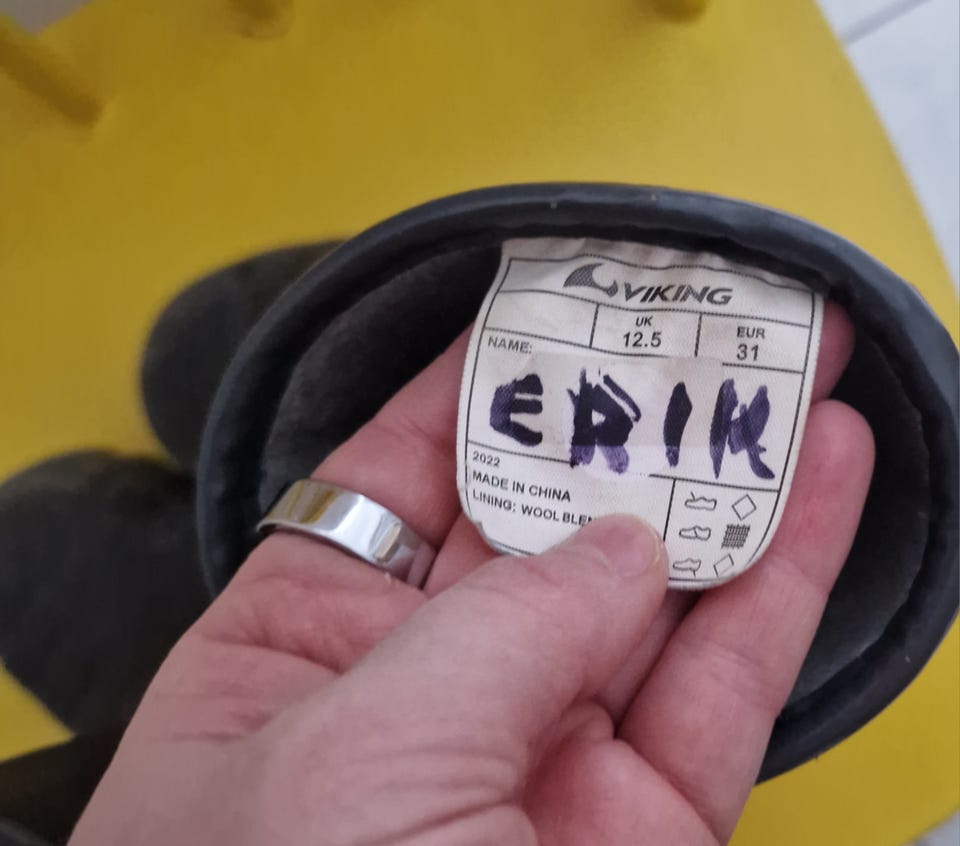 VIKING
UK EUR
12.5 31
NAME:
ERIK
2022
MADE IN CHINA
LINING: WOOL